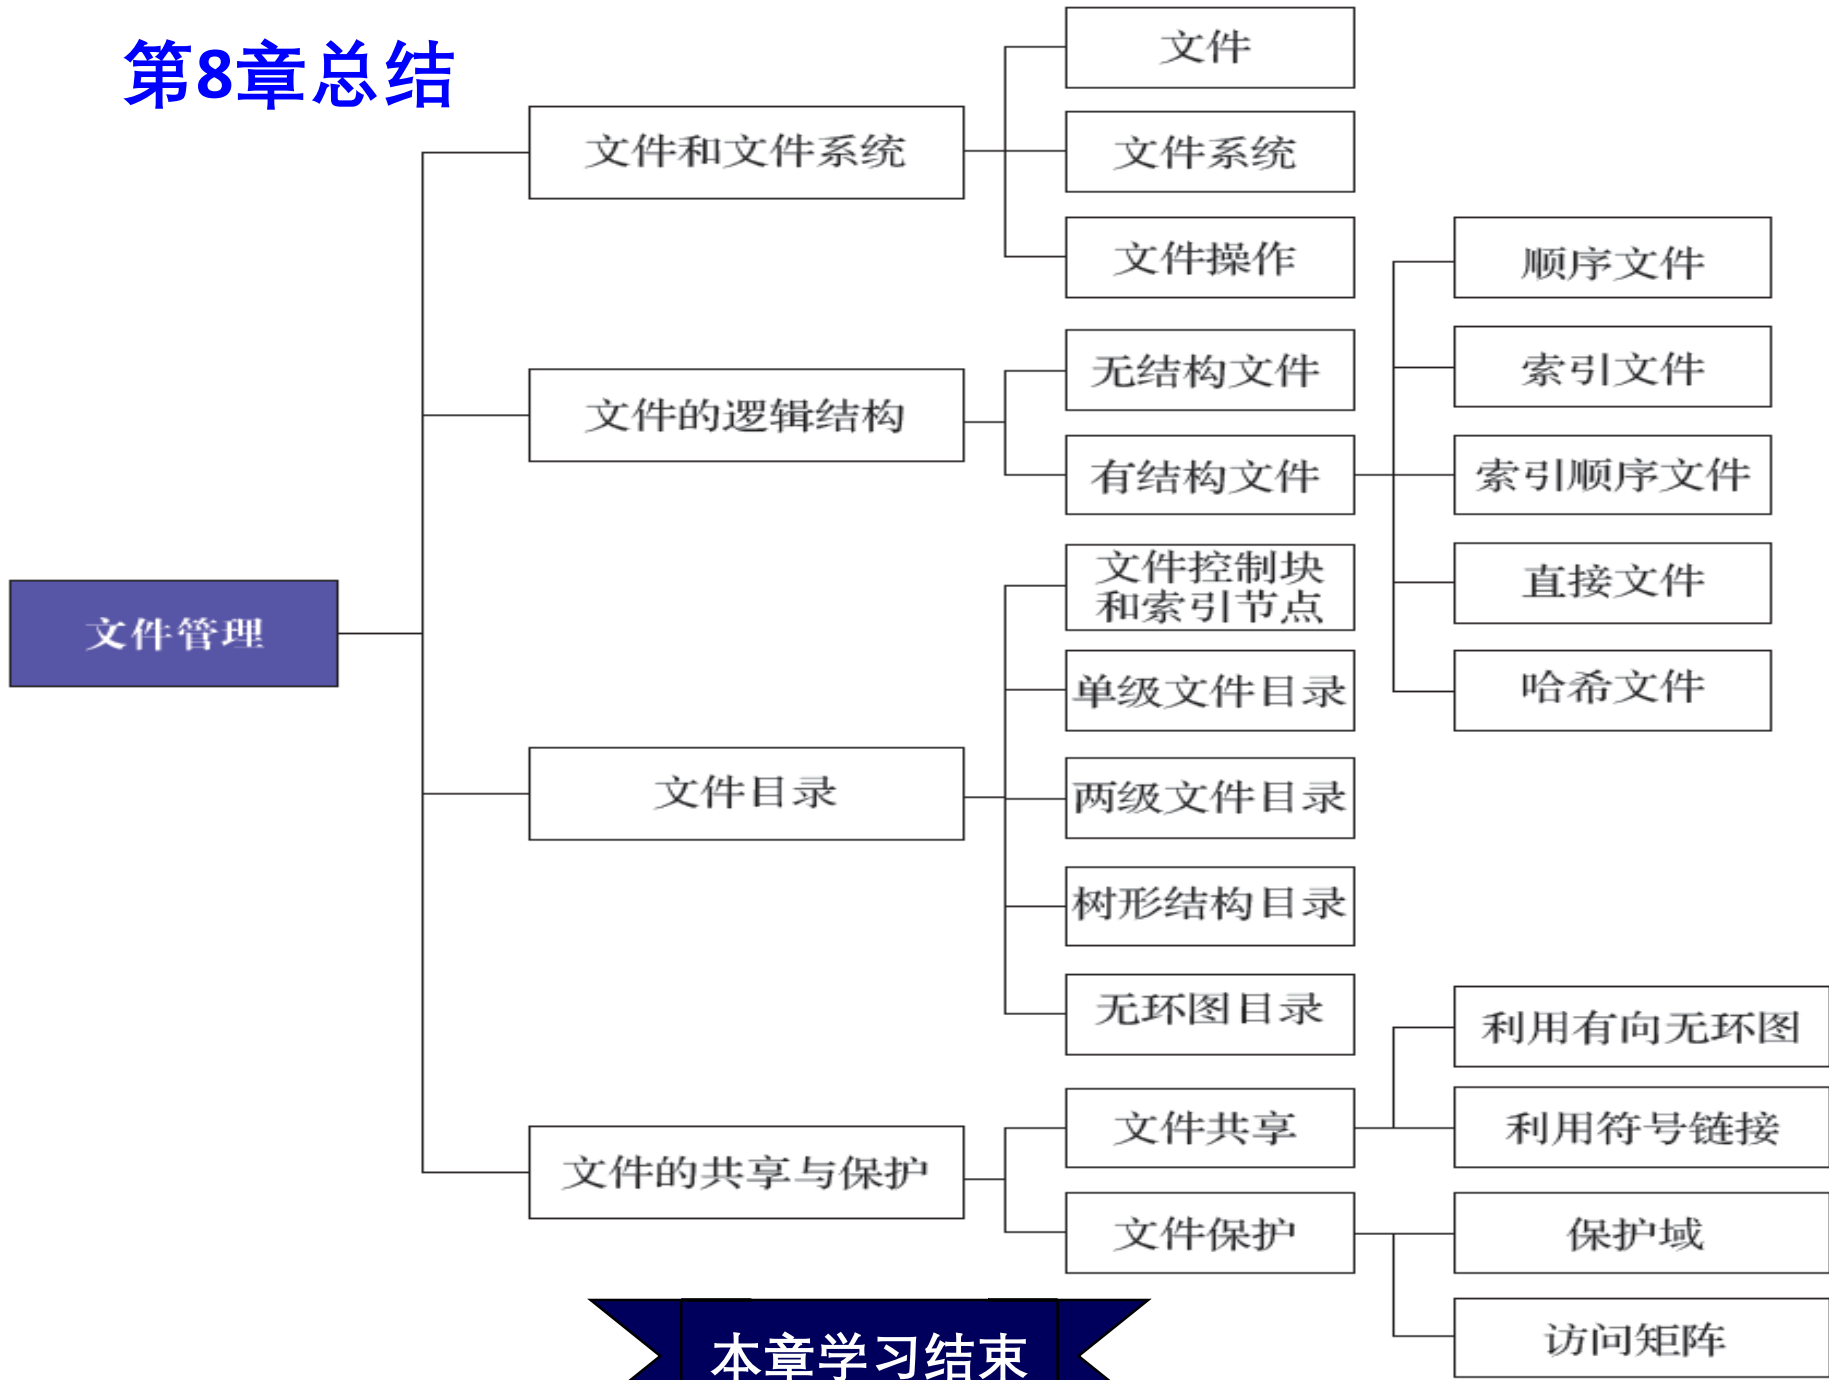 第8章总结
文件管理
文件和文件系统
文件
文件系统
文件操作
文件的逻辑结构
无结构文件
有结构文件
顺序文件
索引文件
索引顺序文件
直接文件
哈希文件
文件目录
文件控制块
和索引节点
单级文件目录
两级文件目录
树形结构目录
无环图目录
文件的共享与保护
文件共享
利用有向无环图
利用符号链接
文件保护
保护域
访问矩阵
本章学习结束